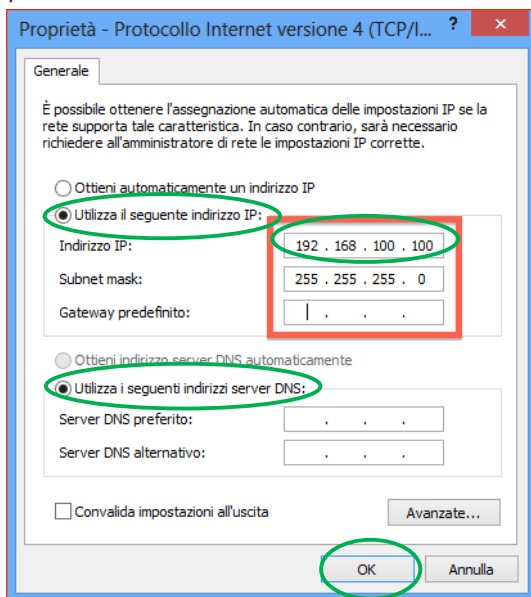 Proprietà - Protocollo Internet versione 4 (TCP/I... ? ×
Generale
È possibile ottenere l'assegnazione automatica delle impostazioni IP se la
rete supporta tale caratteristica. In caso contrario, sarà necessario
richiedere all'amministratore di rete le impostazioni IP corrette.
Ottieni automaticamente un indirizzo IP
Utilizza il seguente indirizzo IP:
Indirizzo IP: 192 . 168 . 100 . 100
Subnet mask: 255 . 255 . 255 . 0
Gateway predefinito: . . .
Ottieni indirizzo server DNS automaticamente
Utilizza i seguenti indirizzi server DNS:
Server DNS preferito: . . .
Server DNS alternativo: . . .
Convalida impostazioni all'uscita Avanzate...
OK Annulla